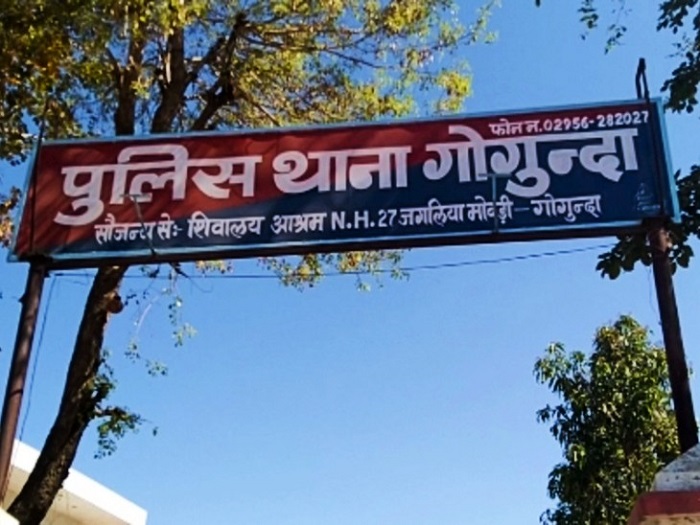 फोन न. 02956-282027
पुलिस थाना गोगुन्दा
सौजन्य से:- शिवालय आश्रम N.H. 27 जगलिया - गोगुन्दा